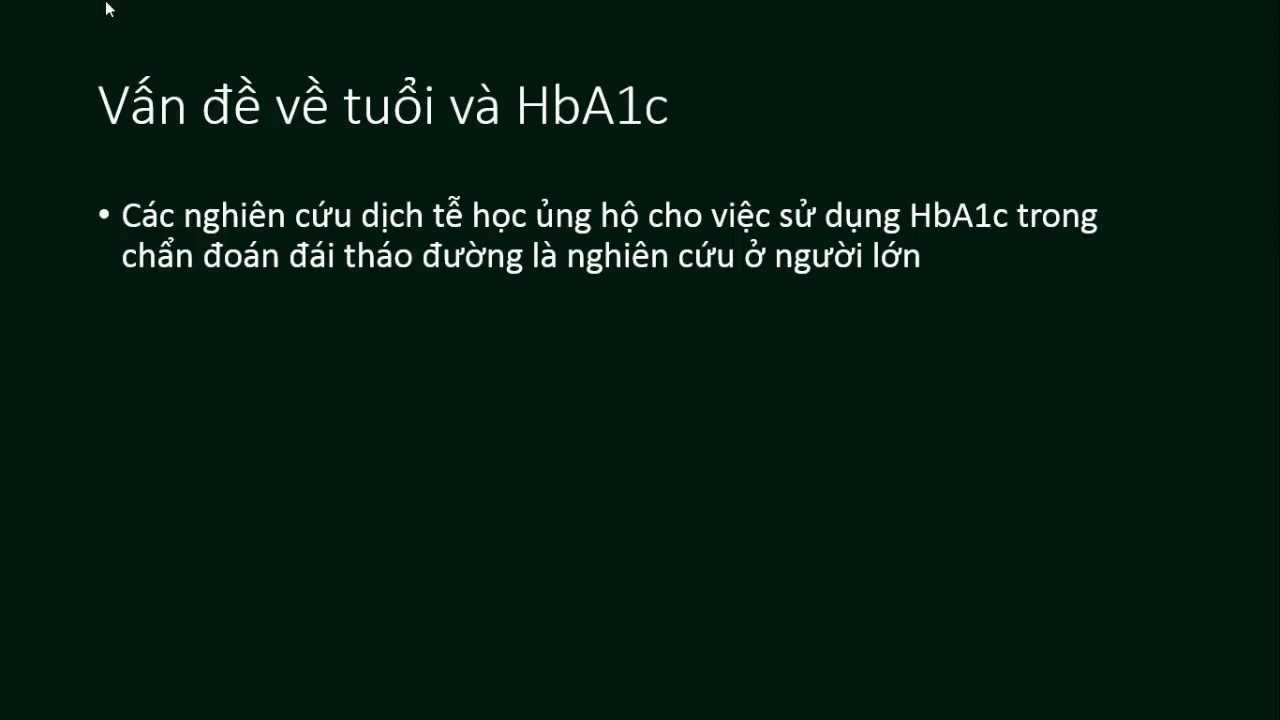 Vấn đề về tuổi và HbA1c
• Các nghiên cứu dịch tễ học ủng hộ cho việc sử dụng HbA1c trong
chẩn đoán đái tháo đường là nghiên cứu ở người lớn